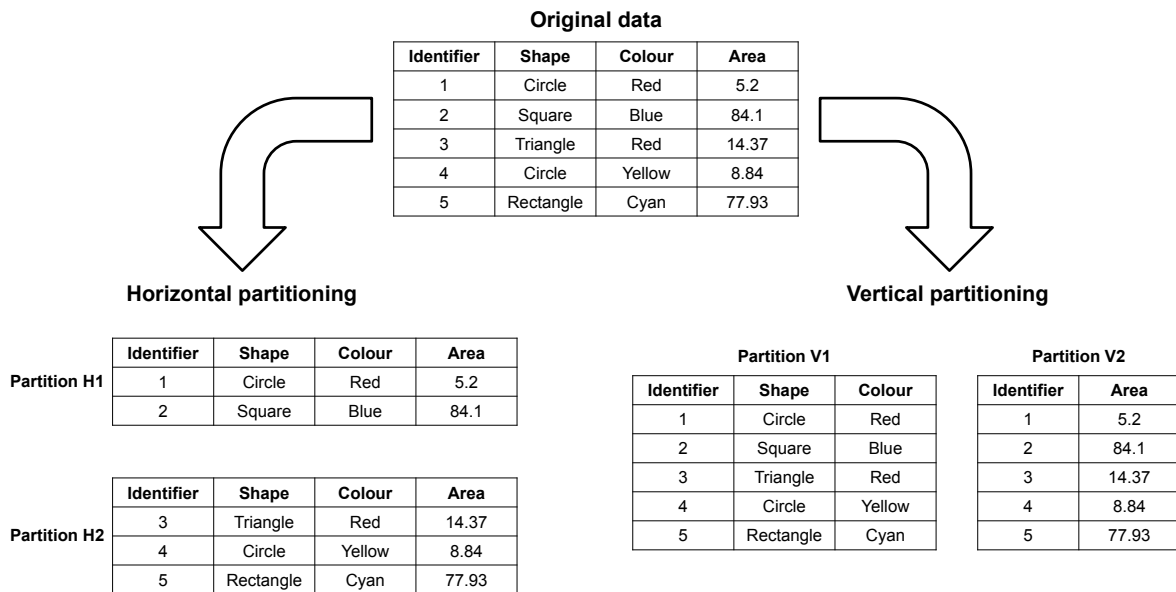 Original data
Identifier Shape Colour Area
1 Circle Red 5.2
2 Square Blue 84.1
3 Triangle Red 14.37
4 Circle Yellow 8.84
5 Rectangle Cyan 77.93
Horizontal partitioning
Partition H1
Identifier Shape Colour Area
1 Circle Red 5.2
2 Square Blue 84.1
Partition H2
Identifier Shape Colour Area
3 Triangle Red 14.37
4 Circle Yellow 8.84
5 Rectangle Cyan 77.93
Vertical partitioning
Partition V1
Identifier Shape Colour
1 Circle Red
2 Square Blue
3 Triangle Red
4 Circle Yellow
5 Rectangle Cyan
Partition V2
Identifier Area
1 5.2
2 84.1
3 14.37
4 8.84
5 77.93